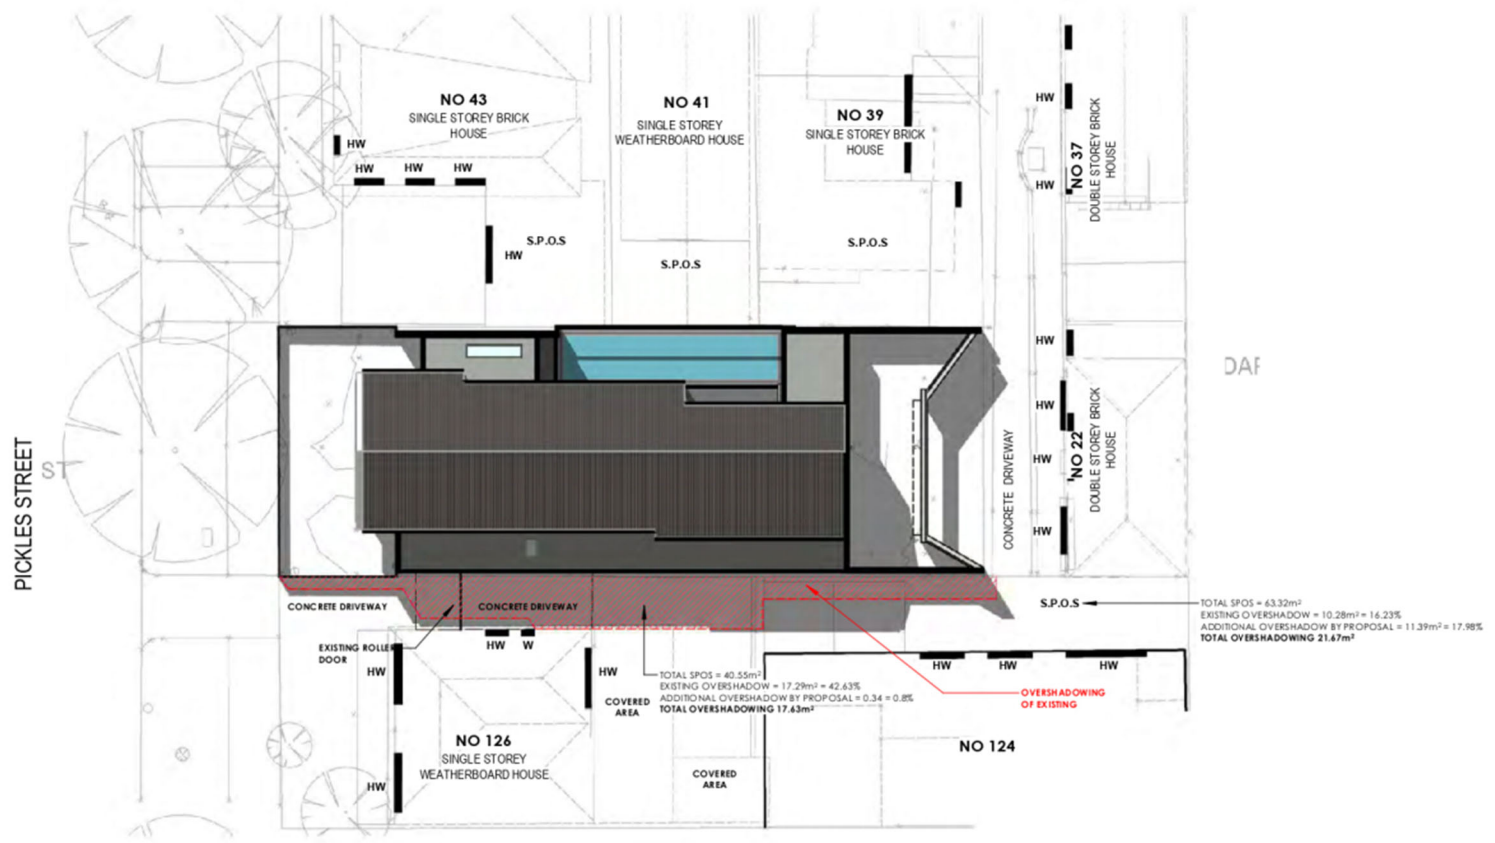 NO 43
SINGLE STOREY BRICK
HOUSE
HW
HW
HW
HW
HW
S.P.O.S
NO 41
SINGLE STOREY
WEATHERBOARD HOUSE
S.P.O.S
NO 39
SINGLE STOREY BRICK
HOUSE
S.P.O.S
HW
HW
NO 37
DOUBLE STOREY BRICK
HOUSE
HW
HW
HW
HW
NO 22
DOUBLE STOREY BRICK
HOUSE
CONCRETE DRIVEWAY
DAR
PICKLES STREET
ST
CONCRETE DRIVEWAY
CONCRETE DRIVEWAY
EXISTING ROLLER
DOOR
HW
W
HW
HW
HW
COVERED
AREA
TOTAL SPOS = 40.55m²
EXISTING OVERSHADOW = 17.29m² = 42.63%
ADDITIONAL OVERSHADOW BY PROPOSAL = 0.34 = 0.8%
TOTAL OVERSHADOWING 17.63m²
S.P.O.S
TOTAL SPOS = 63.32m²
EXISTING OVERSHADOW = 10.28m² = 16.23%
ADDITIONAL OVERSHADOW BY PROPOSAL = 11.39m² = 17.98%
TOTAL OVERSHADOWING 21.67m²
HW
HW
HW
OVERSHADOWING
OF EXISTING
NO 126
SINGLE STOREY
WEATHERBOARD HOUSE
COVERED
AREA
NO 124